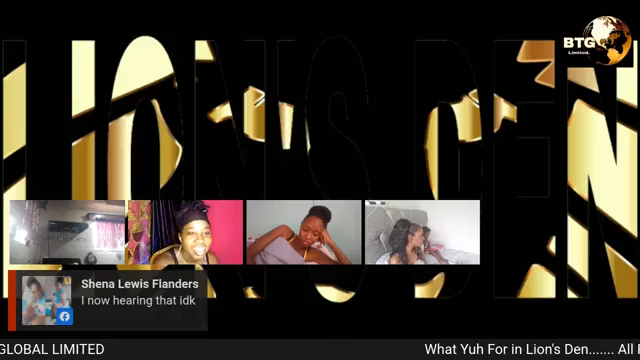 BTG
Limited.
LION'S DEN
Shena Lewis Flanders
I now hearing that idk
GLOBAL LIMITED
What Yuh For in Lion's Den....... All